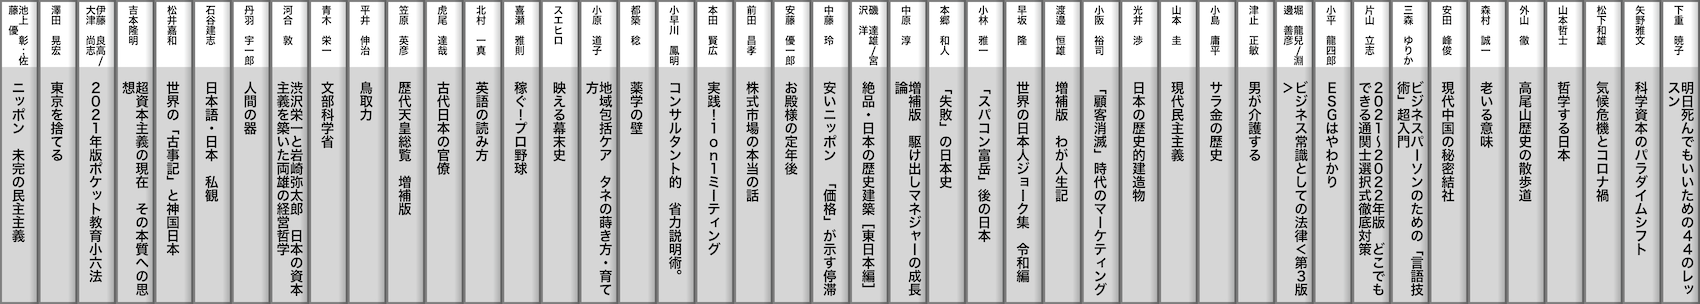 下重　暁子
明日死んでもいいための４４のレッ
スン
矢野雅文
科学資本のパラダイムシフト
松下和雄
気候危機とコロナ禍
山本哲士
哲学する日本
外山　徹
高尾山歴史の散歩道
森村　誠一
老いる意味
安田　峰俊
現代中国の秘密結社
三森　ゆりか
ビジネスパーソンのための「言語技
術」超入門
片山　立志
２０２１～２０２２年版　どこでも
できる通関士選択式徹底対策
小平　龍四郎
ＥＳＧはやわかり
堀　龍兒/淵
邊　善彦
ビジネス常識としての法律＜第３版
＞
津止　正敏
男が介護する
小島　庸平
サラ金の歴史
山本　圭
現代民主主義
光井　渉
日本の歴史的建造物
小阪　裕司
「顧客消滅」時代のマーケティング
渡邉　恒雄
増補版　わが人生記
早坂　隆
世界の日本人ジョーク集　令和編
小林　雅一
「スパコン富岳」後の日本
本郷　和人
「失敗」の日本史
中原　淳
増補版　駆け出しマネジャーの成長
論
磯　達雄/宮
沢　洋
絶品・日本の歴史建築［東日本編］
中藤　玲
安いニッポン　「価格」が示す停滞
安藤　優一郎
お殿様の定年後
前田　昌孝
株式市場の本当の話
本田　賢広
実践！１ｏｎ１ミーティング
小早川　鳳明
コンサルタント的　省力説明術。
都築　稔
薬学の壁
小原　道子
地域包括ケア　タネの蒔き方・育て
方
スエヒロ
映える幕末史
喜瀬　雅則
稼ぐ！プロ野球
北村　一真
英語の読み方
虎尾　達哉
古代日本の官僚
笠原　英彦
歴代天皇総覧　増補版
平井　伸治
鳥取力
青木　栄一
文部科学省
河合　敦
渋沢栄一と岩崎弥太郎　日本の資本
主義を築いた両雄の経営哲学
丹羽　宇一郎
人間の器
石谷建志
日本語・日本　私観
松井嘉和
世界の「古事記」と神国日本
吉本隆明
超資本主義の現在　その本質への思
想
伊藤　良高/
大津　尚志
２０２１年版ポケット教育小六法
澤田　晃宏
東京を捨てる
池上　彰;佐
藤　優
ニッポン　未完の民主主義